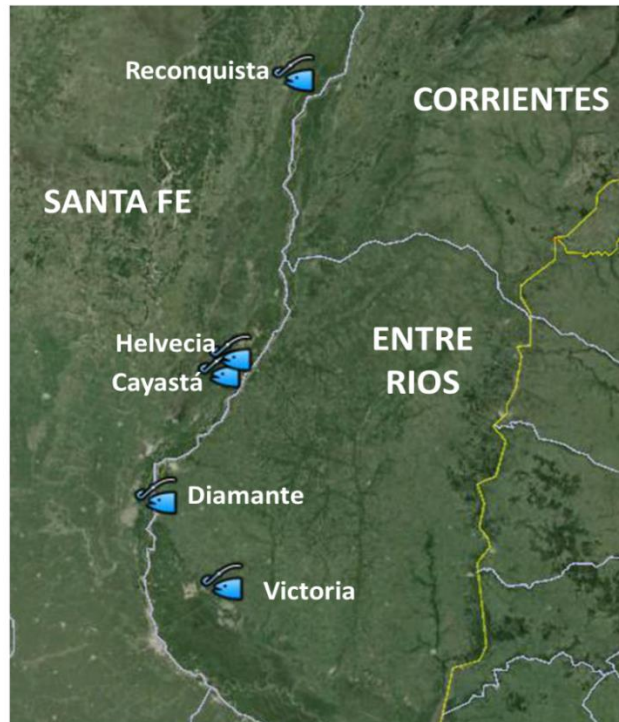 Reconquista
CORRIENTES
SANTA FE
Helvecia
ENTRE
RIOS
Cayastá
Diamante
Victoria